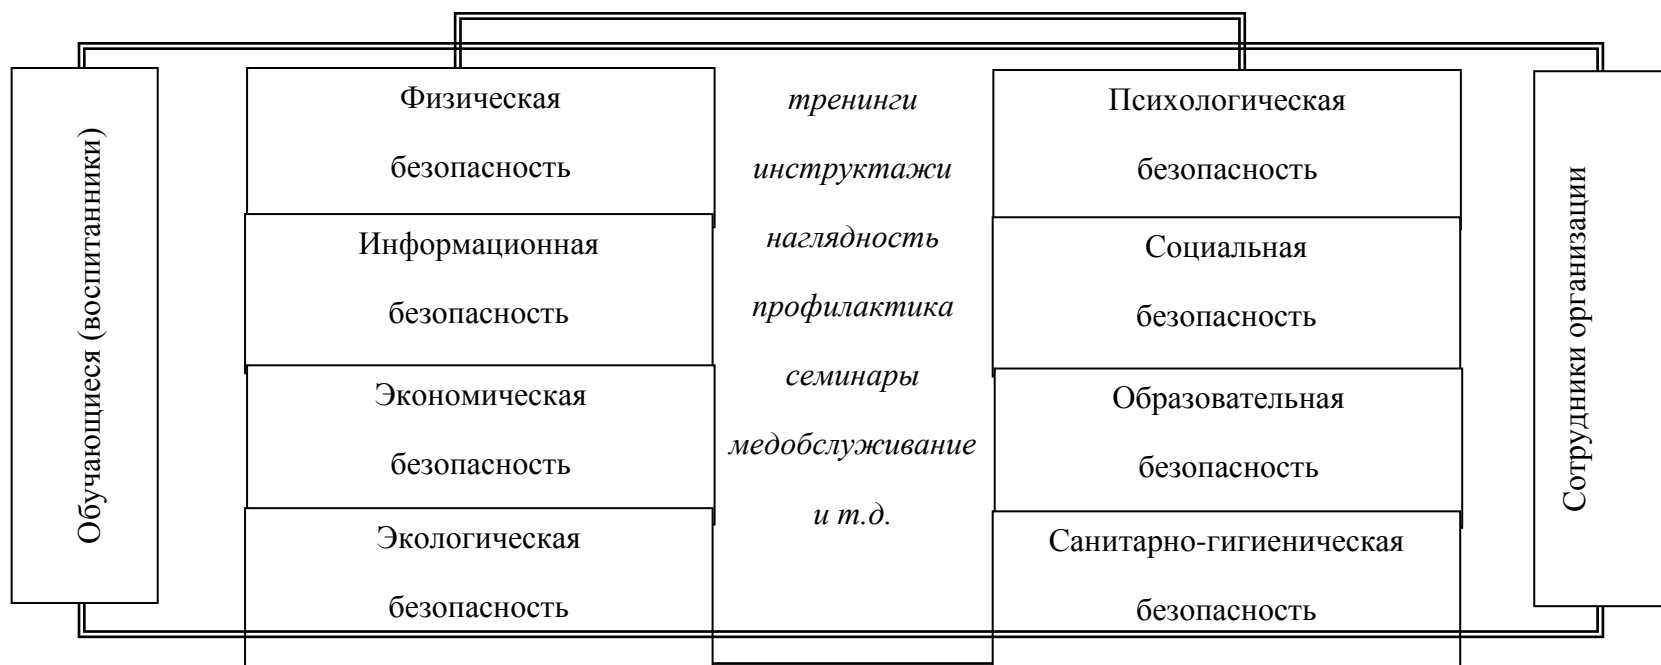 Обучающиеся (воспитанники)
Физическая
безопасность
Информационная
безопасность
Экономическая
безопасность
Экологическая
безопасность
тренинги
инструктажи
наглядность
профилактика
семинары
медобслуживание
и т.д.
Психологическая
безопасность
Социальная
безопасность
Образовательная
безопасность
Санитарно-гигиеническая
безопасность
Сотрудники организации